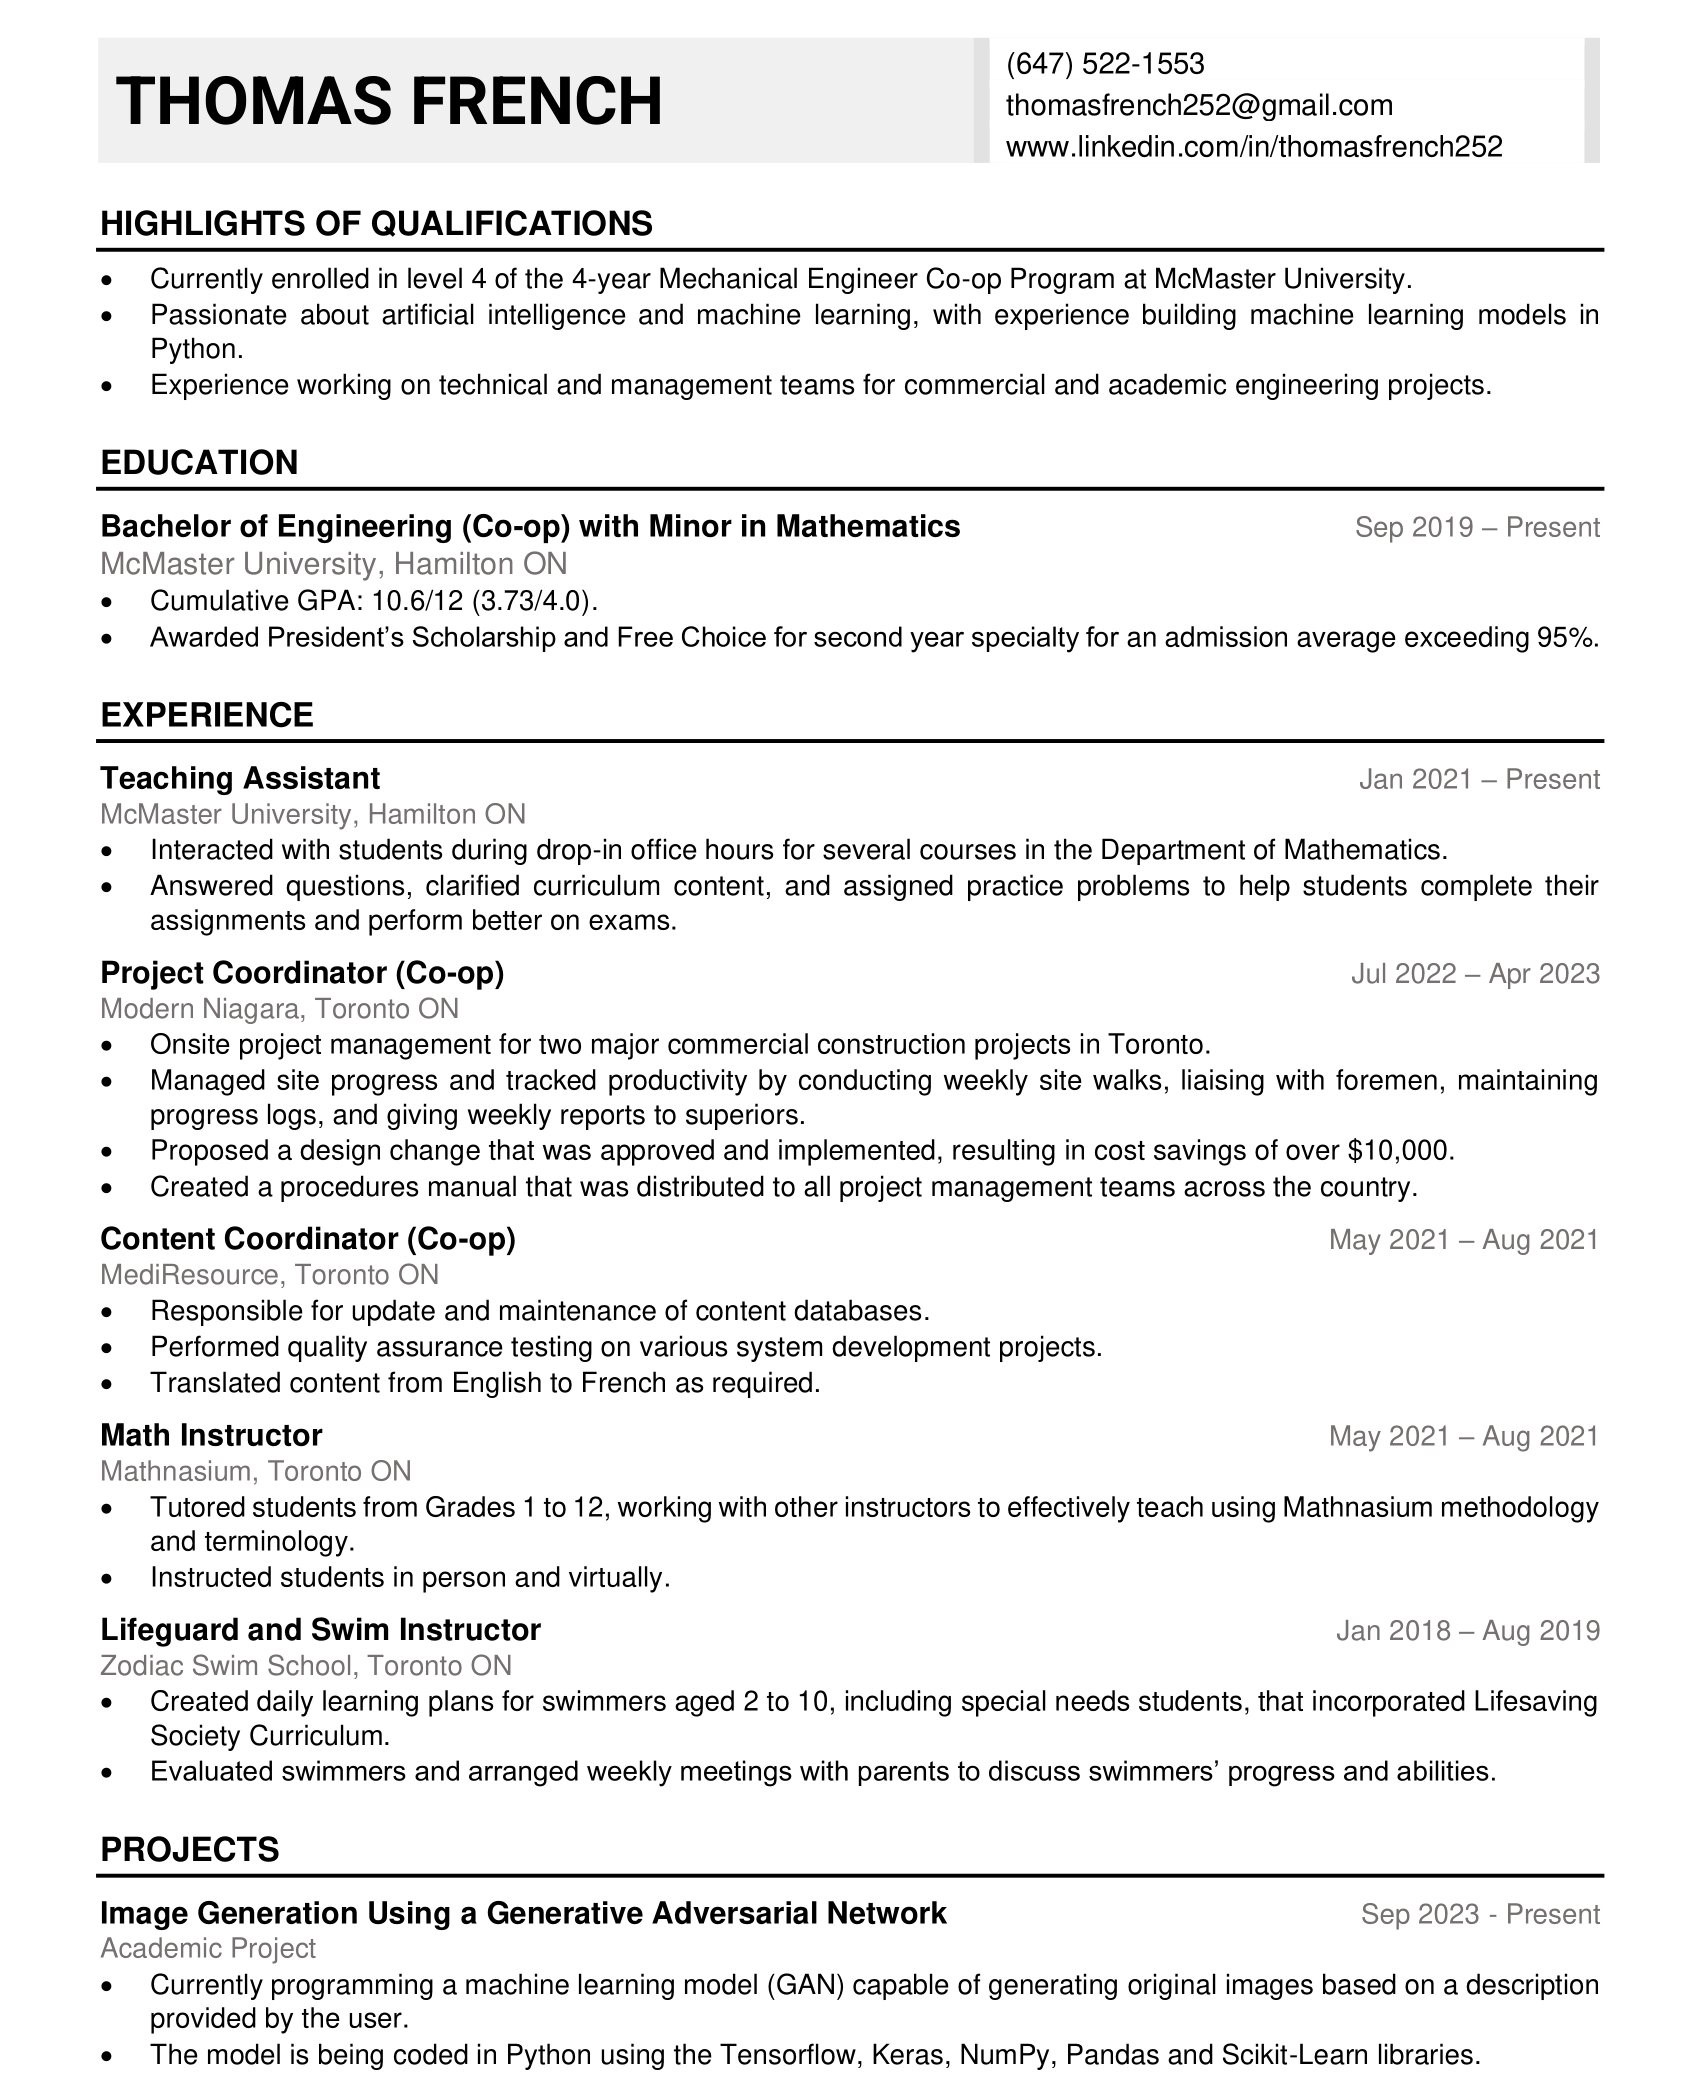 THOMAS FRENCH
(647) 522-1553
thomasfrench252@gmail.com
www.linkedin.com/in/thomasfrench252
HIGHLIGHTS OF QUALIFICATIONS
• Currently enrolled in level 4 of the 4-year Mechanical Engineer Co-op Program at McMaster University.
• Passionate about artificial intelligence and machine learning, with experience building machine learning models in
Python.
• Experience working on technical and management teams for commercial and academic engineering projects.
EDUCATION
Bachelor of Engineering (Co-op) with Minor in Mathematics Sep 2019 – Present
McMaster University, Hamilton ON
• Cumulative GPA: 10.6/12 (3.73/4.0).
• Awarded President’s Scholarship and Free Choice for second year specialty for an admission average exceeding 95%.
EXPERIENCE
Teaching Assistant Jan 2021 – Present
McMaster University, Hamilton ON
• Interacted with students during drop-in office hours for several courses in the Department of Mathematics.
• Answered questions, clarified curriculum content, and assigned practice problems to help students complete their
assignments and perform better on exams.
Project Coordinator (Co-op) Jul 2022 – Apr 2023
Modern Niagara, Toronto ON
• Onsite project management for two major commercial construction projects in Toronto.
• Managed site progress and tracked productivity by conducting weekly site walks, liaising with foremen, maintaining
progress logs, and giving weekly reports to superiors.
• Proposed a design change that was approved and implemented, resulting in cost savings of over $10,000.
• Created a procedures manual that was distributed to all project management teams across the country.
Content Coordinator (Co-op) May 2021 – Aug 2021
MediResource, Toronto ON
• Responsible for update and maintenance of content databases.
• Performed quality assurance testing on various system development projects.
• Translated content from English to French as required.
Math Instructor May 2021 – Aug 2021
Mathnasium, Toronto ON
• Tutored students from Grades 1 to 12, working with other instructors to effectively teach using Mathnasium methodology
and terminology.
• Instructed students in person and virtually.
Lifeguard and Swim Instructor Jan 2018 – Aug 2019
Zodiac Swim School, Toronto ON
• Created daily learning plans for swimmers aged 2 to 10, including special needs students, that incorporated Lifesaving
Society Curriculum.
• Evaluated swimmers and arranged weekly meetings with parents to discuss swimmers’ progress and abilities.
PROJECTS
Image Generation Using a Generative Adversarial Network Sep 2023 - Present
Academic Project
• Currently programming a machine learning model (GAN) capable of generating original images based on a description
provided by the user.
• The model is being coded in Python using the Tensorflow, Keras, NumPy, Pandas and Scikit-Learn libraries.